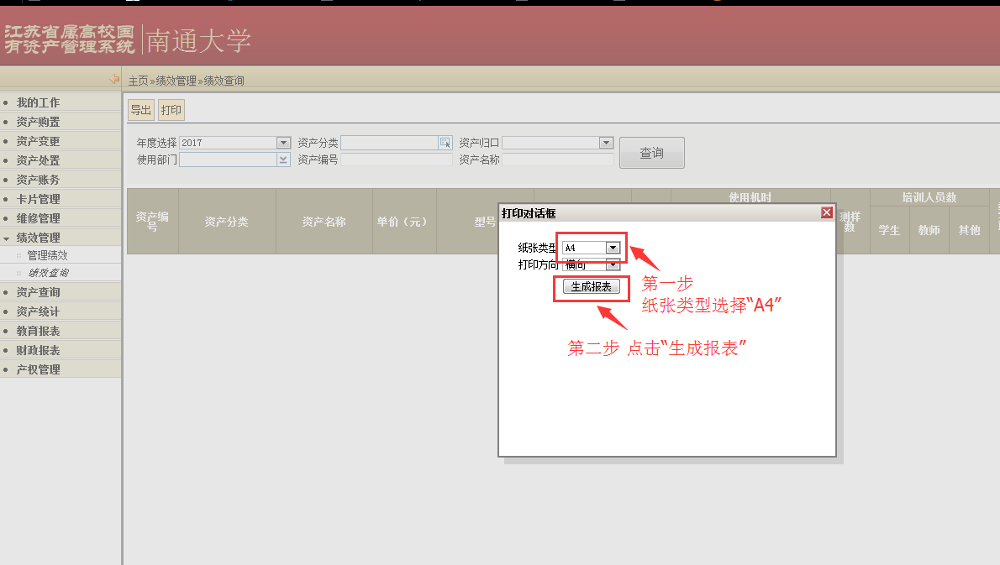 江苏省属高校国
有资产管理系统
南通大学
主页»绩效管理»绩效查询
我的工作
资产购置
资产变更
资产处置
资产账务
卡片管理
维修管理
绩效管理
管理绩效
绩效查询
资产查询
资产统计
教育报表
财政报表
产权管理
导出 打印
年度选择 2017 资产分类 资产归口
使用部门 资产编号 资产名称
查询
资产编号 资产分类 资产名称 单价（元） 型号
使用机时
测样数
培训人员数
学生 教师 其他
打印对话框
纸张类型 A4
打印方向 横向
生成报表
第一步
纸张类型选择“A4”
第二步 点击“生成报表”